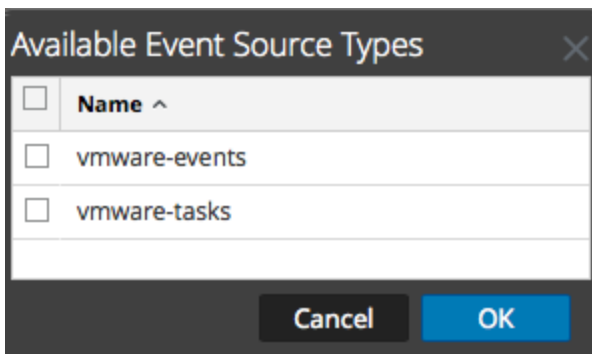 Available Event Source Types
Name
vmware-events
vmware-tasks
Cancel OK